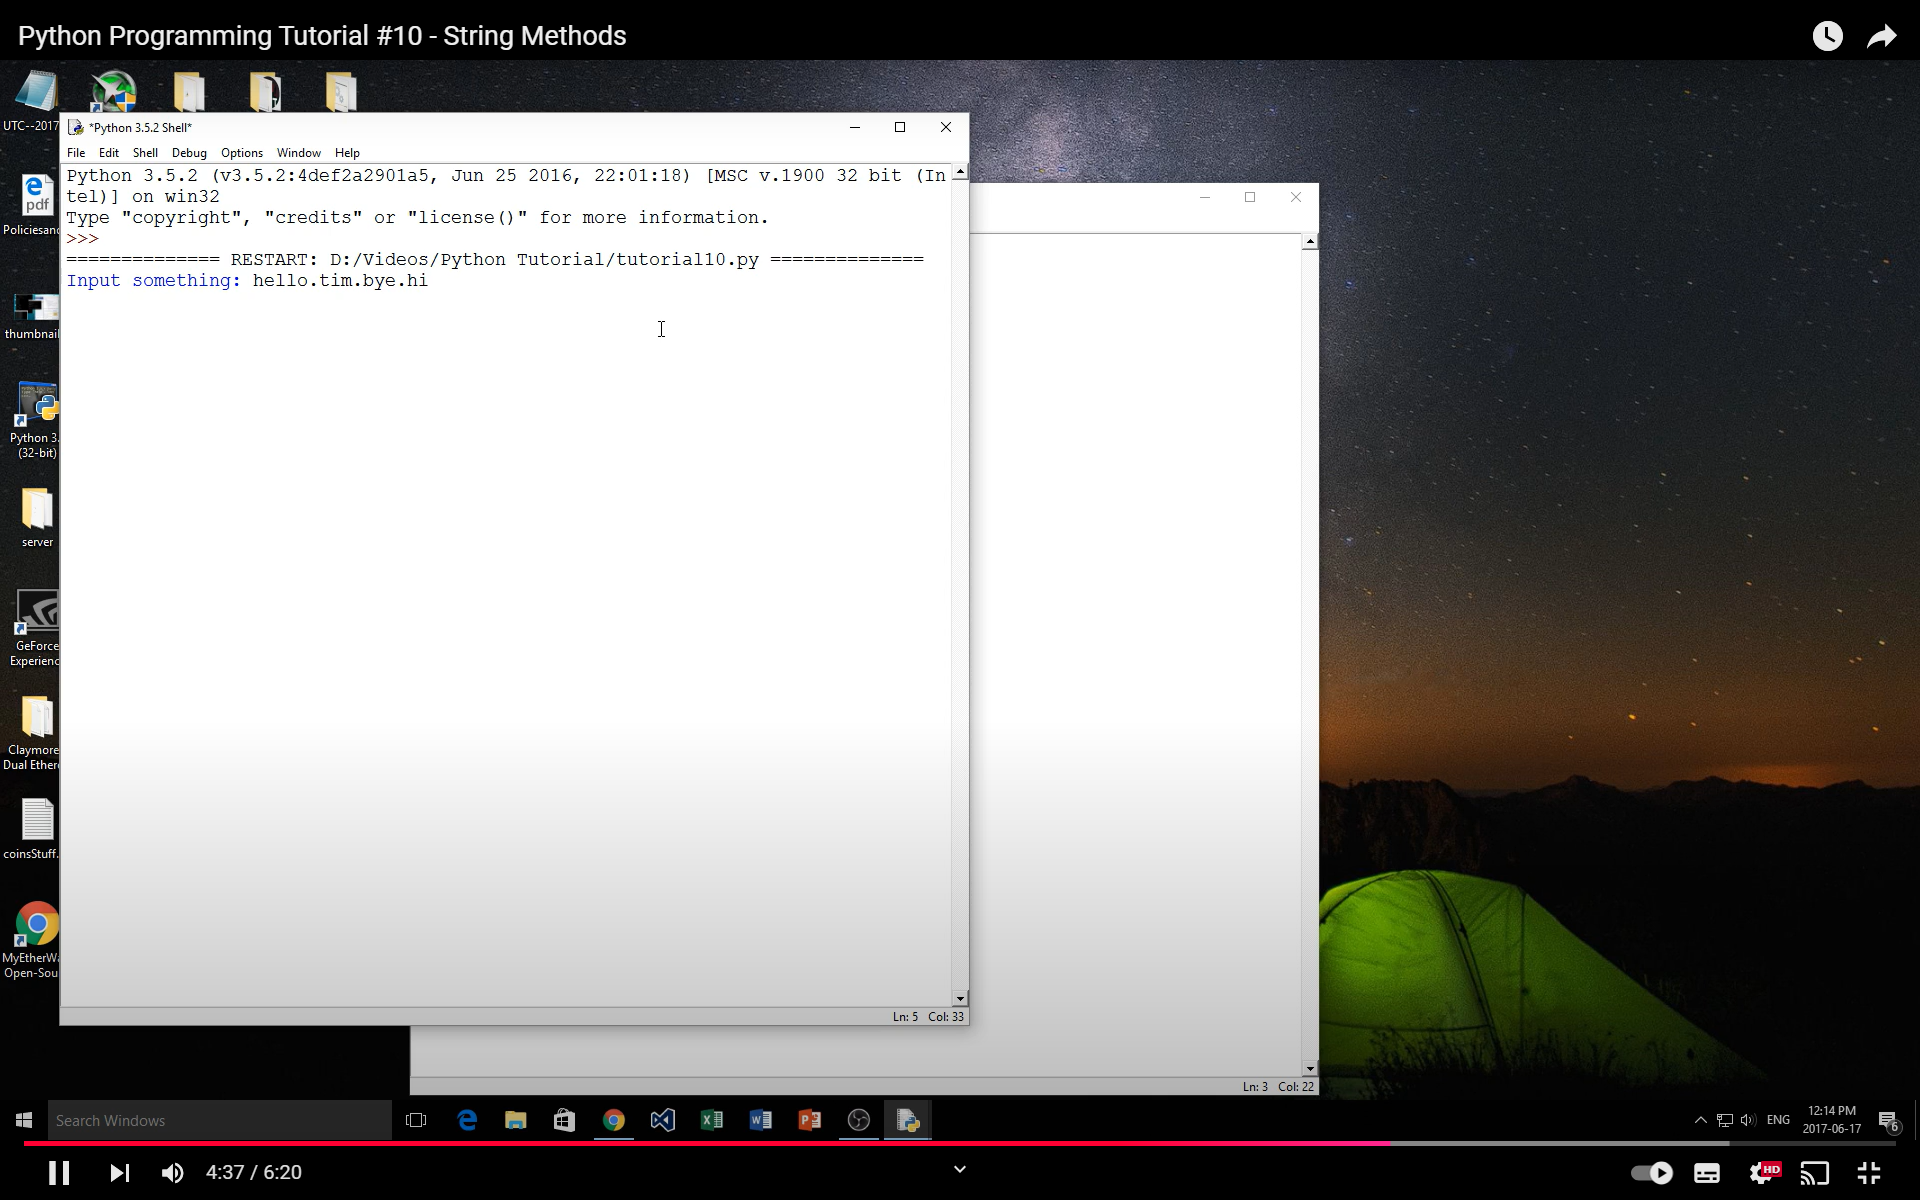 Python Programming Tutorial #10 - String Methods
UTC--2017
*Python 3.5.2 Shell*
File Edit Shell Debug Options Window Help
Python 3.5.2 (v3.5.2:4def2a2901a5, Jun 25 2016, 22:01:18) [MSC v.1900 32 bit (In
tel)] on win32
Type "copyright", "credits" or "license()" for more information.
>>>
============== RESTART: D:/Videos/Python Tutorial/tutorial10.py ==============
Input something: hello.tim.bye.hi
pdf
Policiesand
thumbnail
Python 3.
(32-bit)
server
GeForce
Experienc
Claymore
Dual Ether
coinsStuff.
MyEtherWa
Open-Sou
Ln: 5 Col: 33
Ln: 3 Col: 22
Search Windows
ENG
12:14 PM
2017-06-17
6
4:37 / 6:20
HD